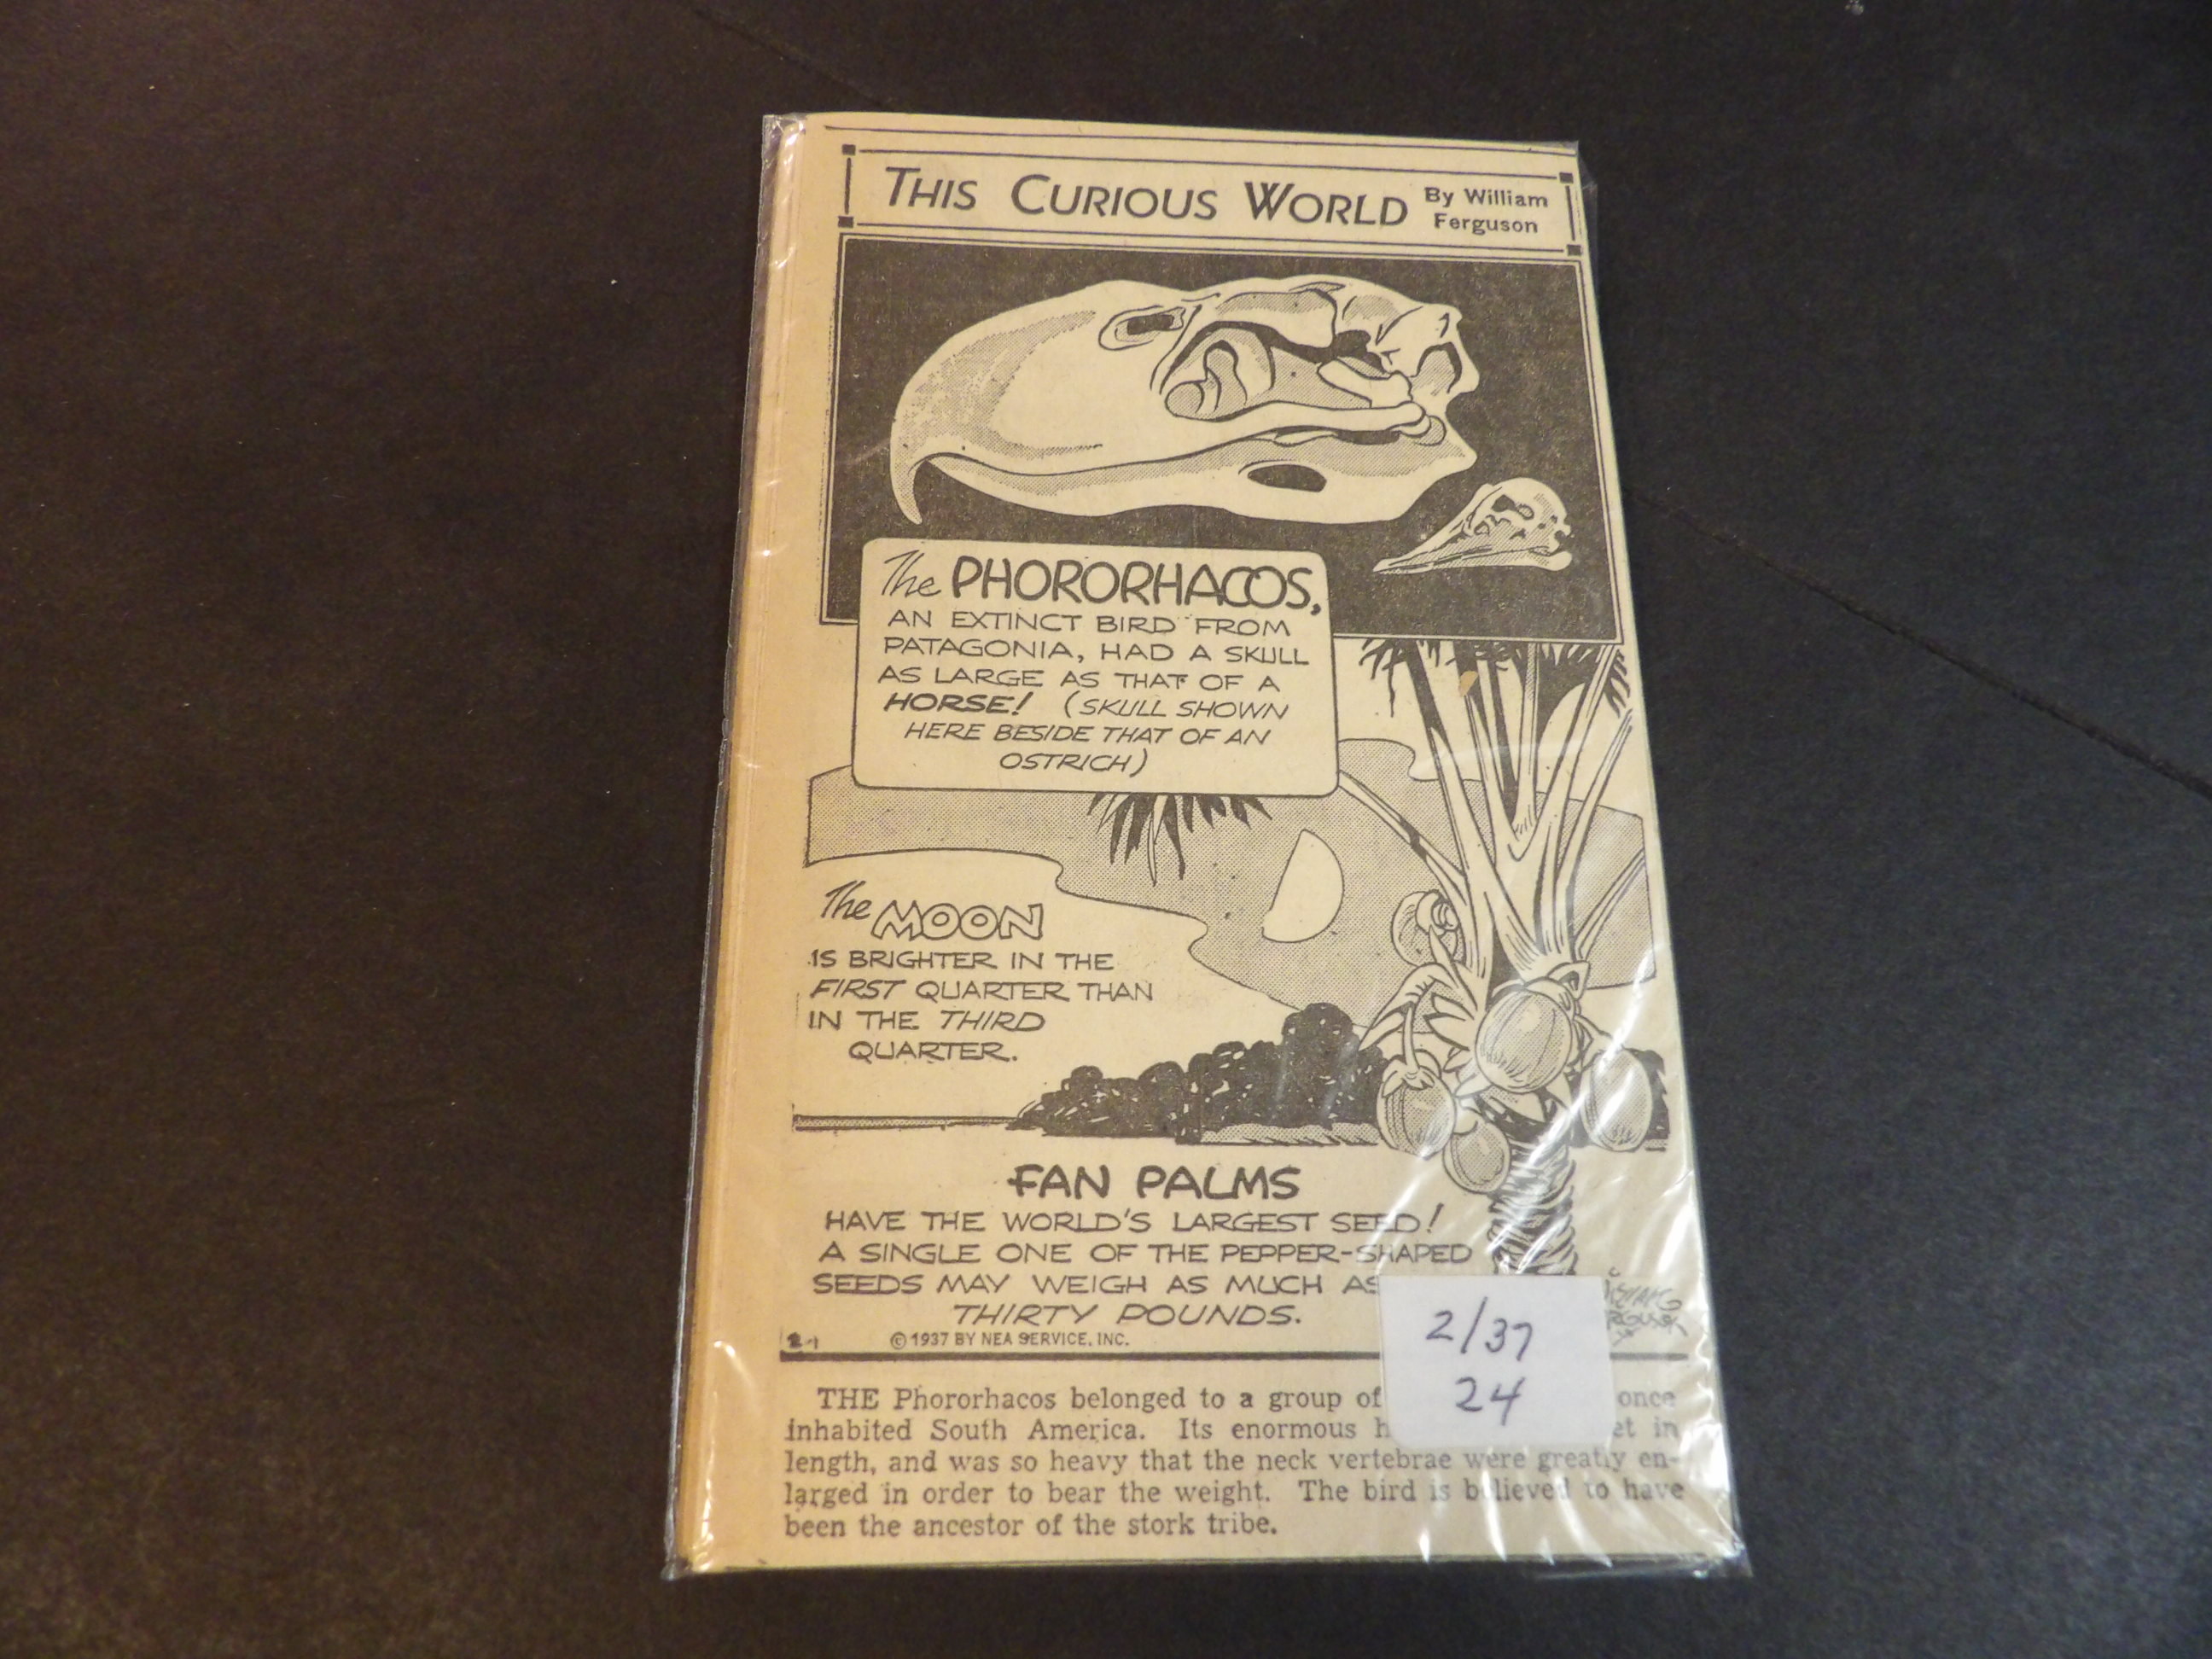 THIS CURIOUS WORLD By William
Ferguson
The PHORORHACOS,
AN EXTINCT BIRD FROM
PATAGONIA, HAD A SKULL
AS LARGE AS THAT OF A
HORSE! (SKULL SHOWN
HERE BESIDE THAT OF AN
OSTRICH)
The MOON
IS BRIGHTER IN THE
FIRST QUARTER THAN
IN THE THIRD
QUARTER.
FAN PALMS
HAVE THE WORLD'S LARGEST SEED!
A SINGLE ONE OF THE PEPPER-SHAPED
SEEDS MAY WEIGH AS MUCH AS
THIRTY POUNDS.
2-1 © 1937 BY NEA SERVICE, INC.
2/37
24
THE Phororhacos belonged to a group of once
inhabited South America. Its enormous in
length, and was so heavy that the neck vertebrae were greatly en-
larged in order to bear the weight. The bird is believed to have
been the ancestor of the stork tribe.